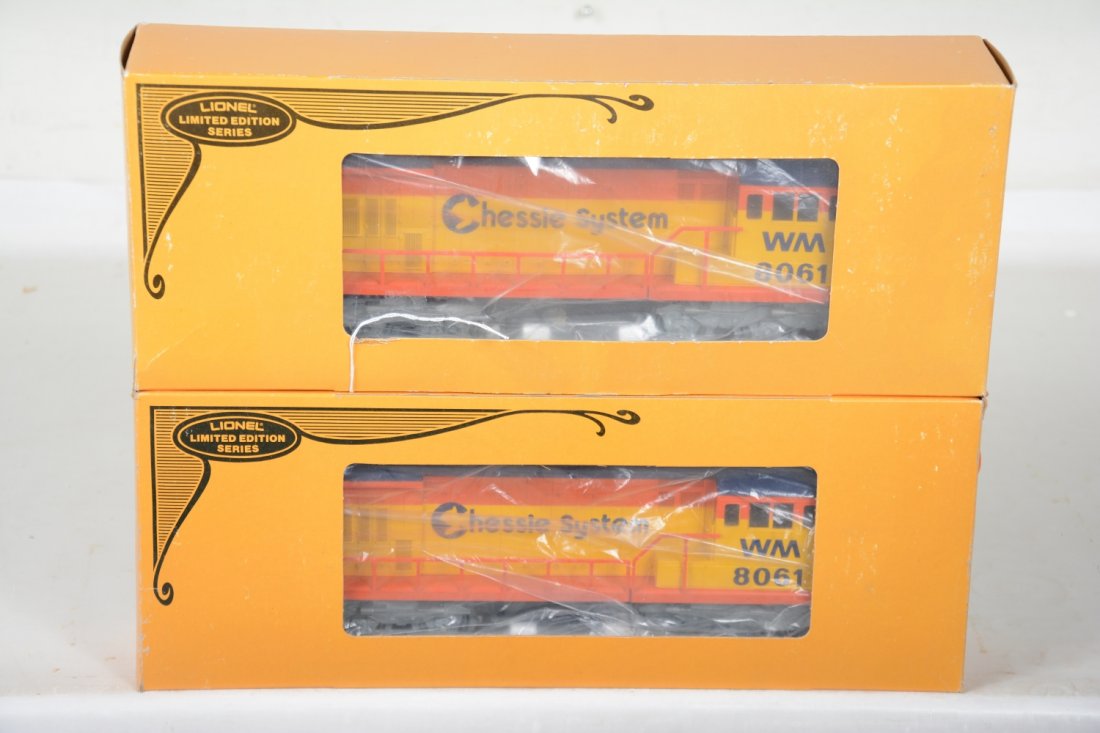 LIONEL
LIMITED EDITION
SERIES
Chessie System
WM
8061
LIONEL
LIMITED EDITION
SERIES
Chessie System
WM
8061